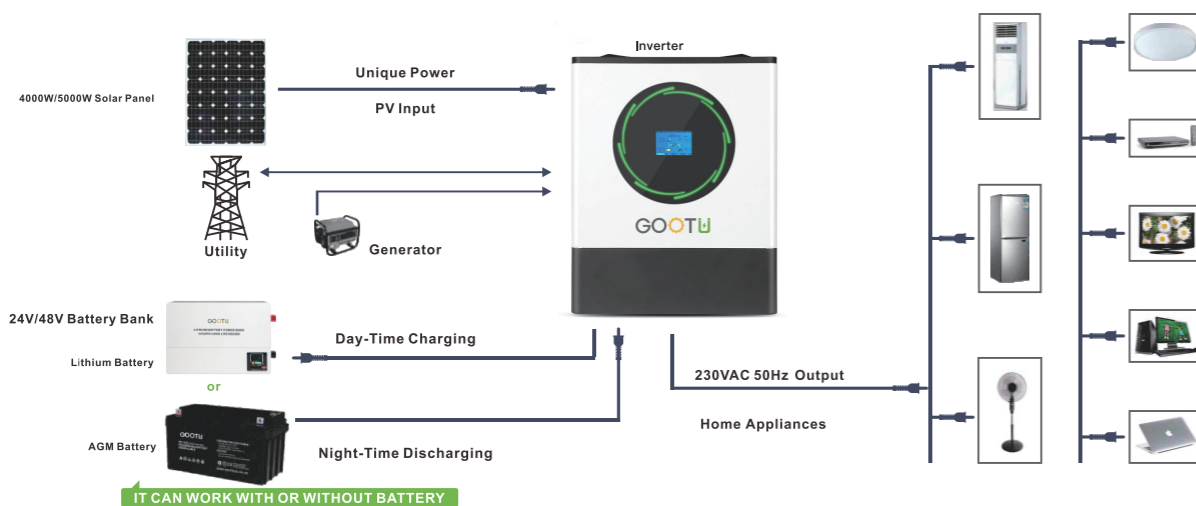 Inverter
Unique Power
4000W/5000W Solar Panel
PV Input
GOOTU
Utility
Generator
24V/48V Battery Bank
GOOTU
Day-Time Charging
Lithium Battery
or
230VAC 50Hz Output
Home Appliances
GOOTU
AGM Battery
Night-Time Discharging
IT CAN WORK WITH OR WITHOUT BATTERY